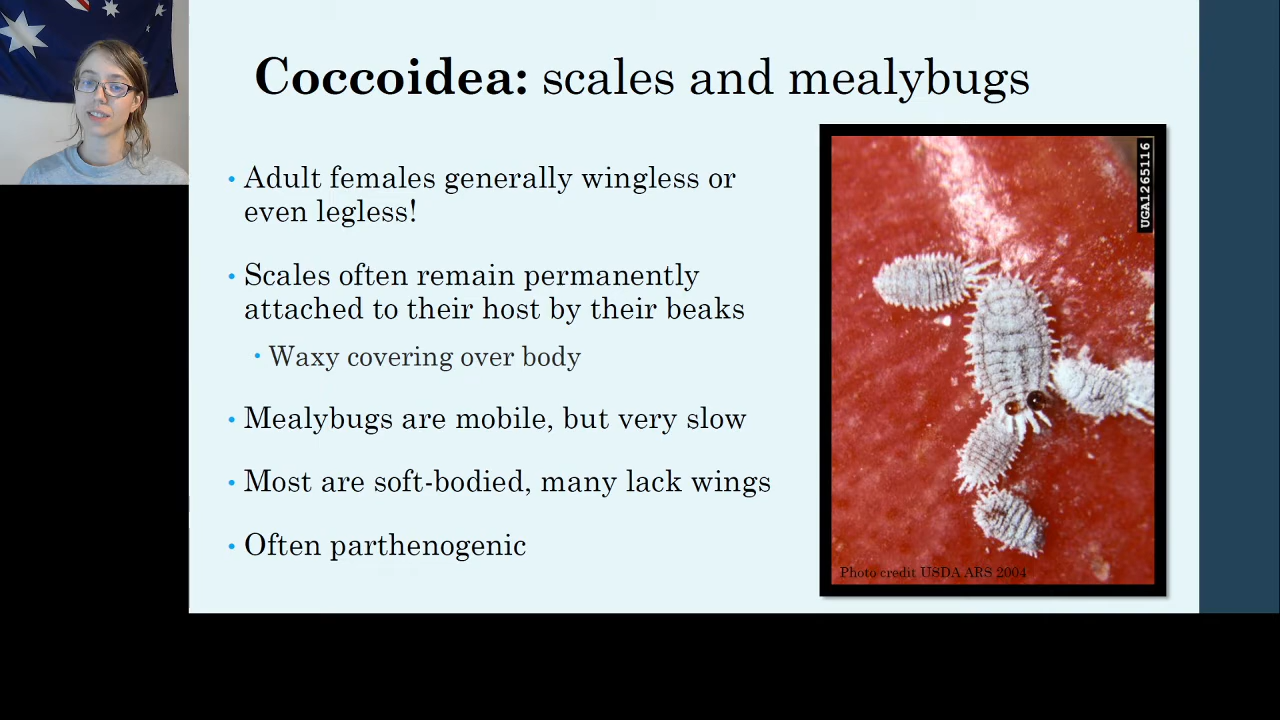 Coccoidea: scales and mealybugs
• Adult females generally wingless or
even legless!
• Scales often remain permanently
attached to their host by their beaks
• Waxy covering over body
• Mealybugs are mobile, but very slow
• Most are soft-bodied, many lack wings
• Often parthenogenic
UGA1265116
Photo credit USDA ARS 2004